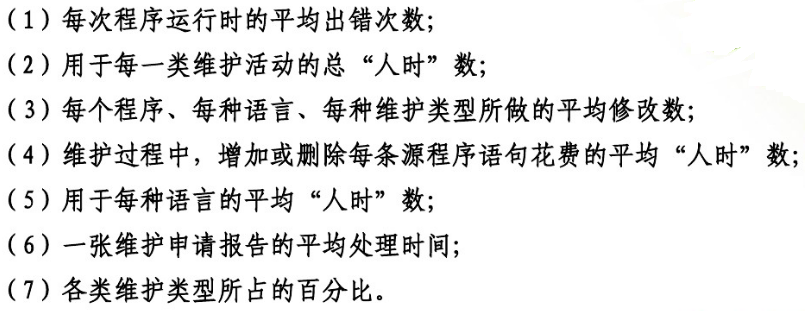 (1)每次程序运行时的平均出错次数;
(2)用于每一类维护活动的总“人时”数;
(3)每个程序、每种语言、每种维护类型所做的平均修改数;
(4)维护过程中，增加或删除每条源程序语句花费的平均“人时”数;
(5)用于每种语言的平均“人时”数;
(6)一张维护申请报告的平均处理时间;
(7)各类维护类型所占的百分比。